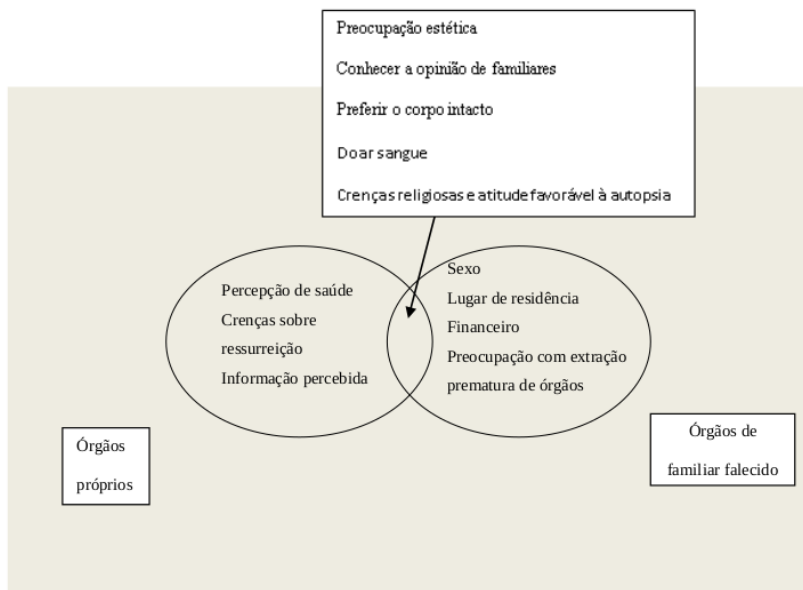 Preocupação estética
Conhecer a opinião de familiares
Preferir o corpo intacto
Doar sangue
Crenças religiosas e atitude favorável à autopsia
Percepção de saúde
Crenças sobre
ressurreição
Informação percebida
Sexo
Lugar de residência
Financeiro
Preocupação com extração
prematura de órgãos
Órgãos
próprios
Órgãos de
familiar falecido